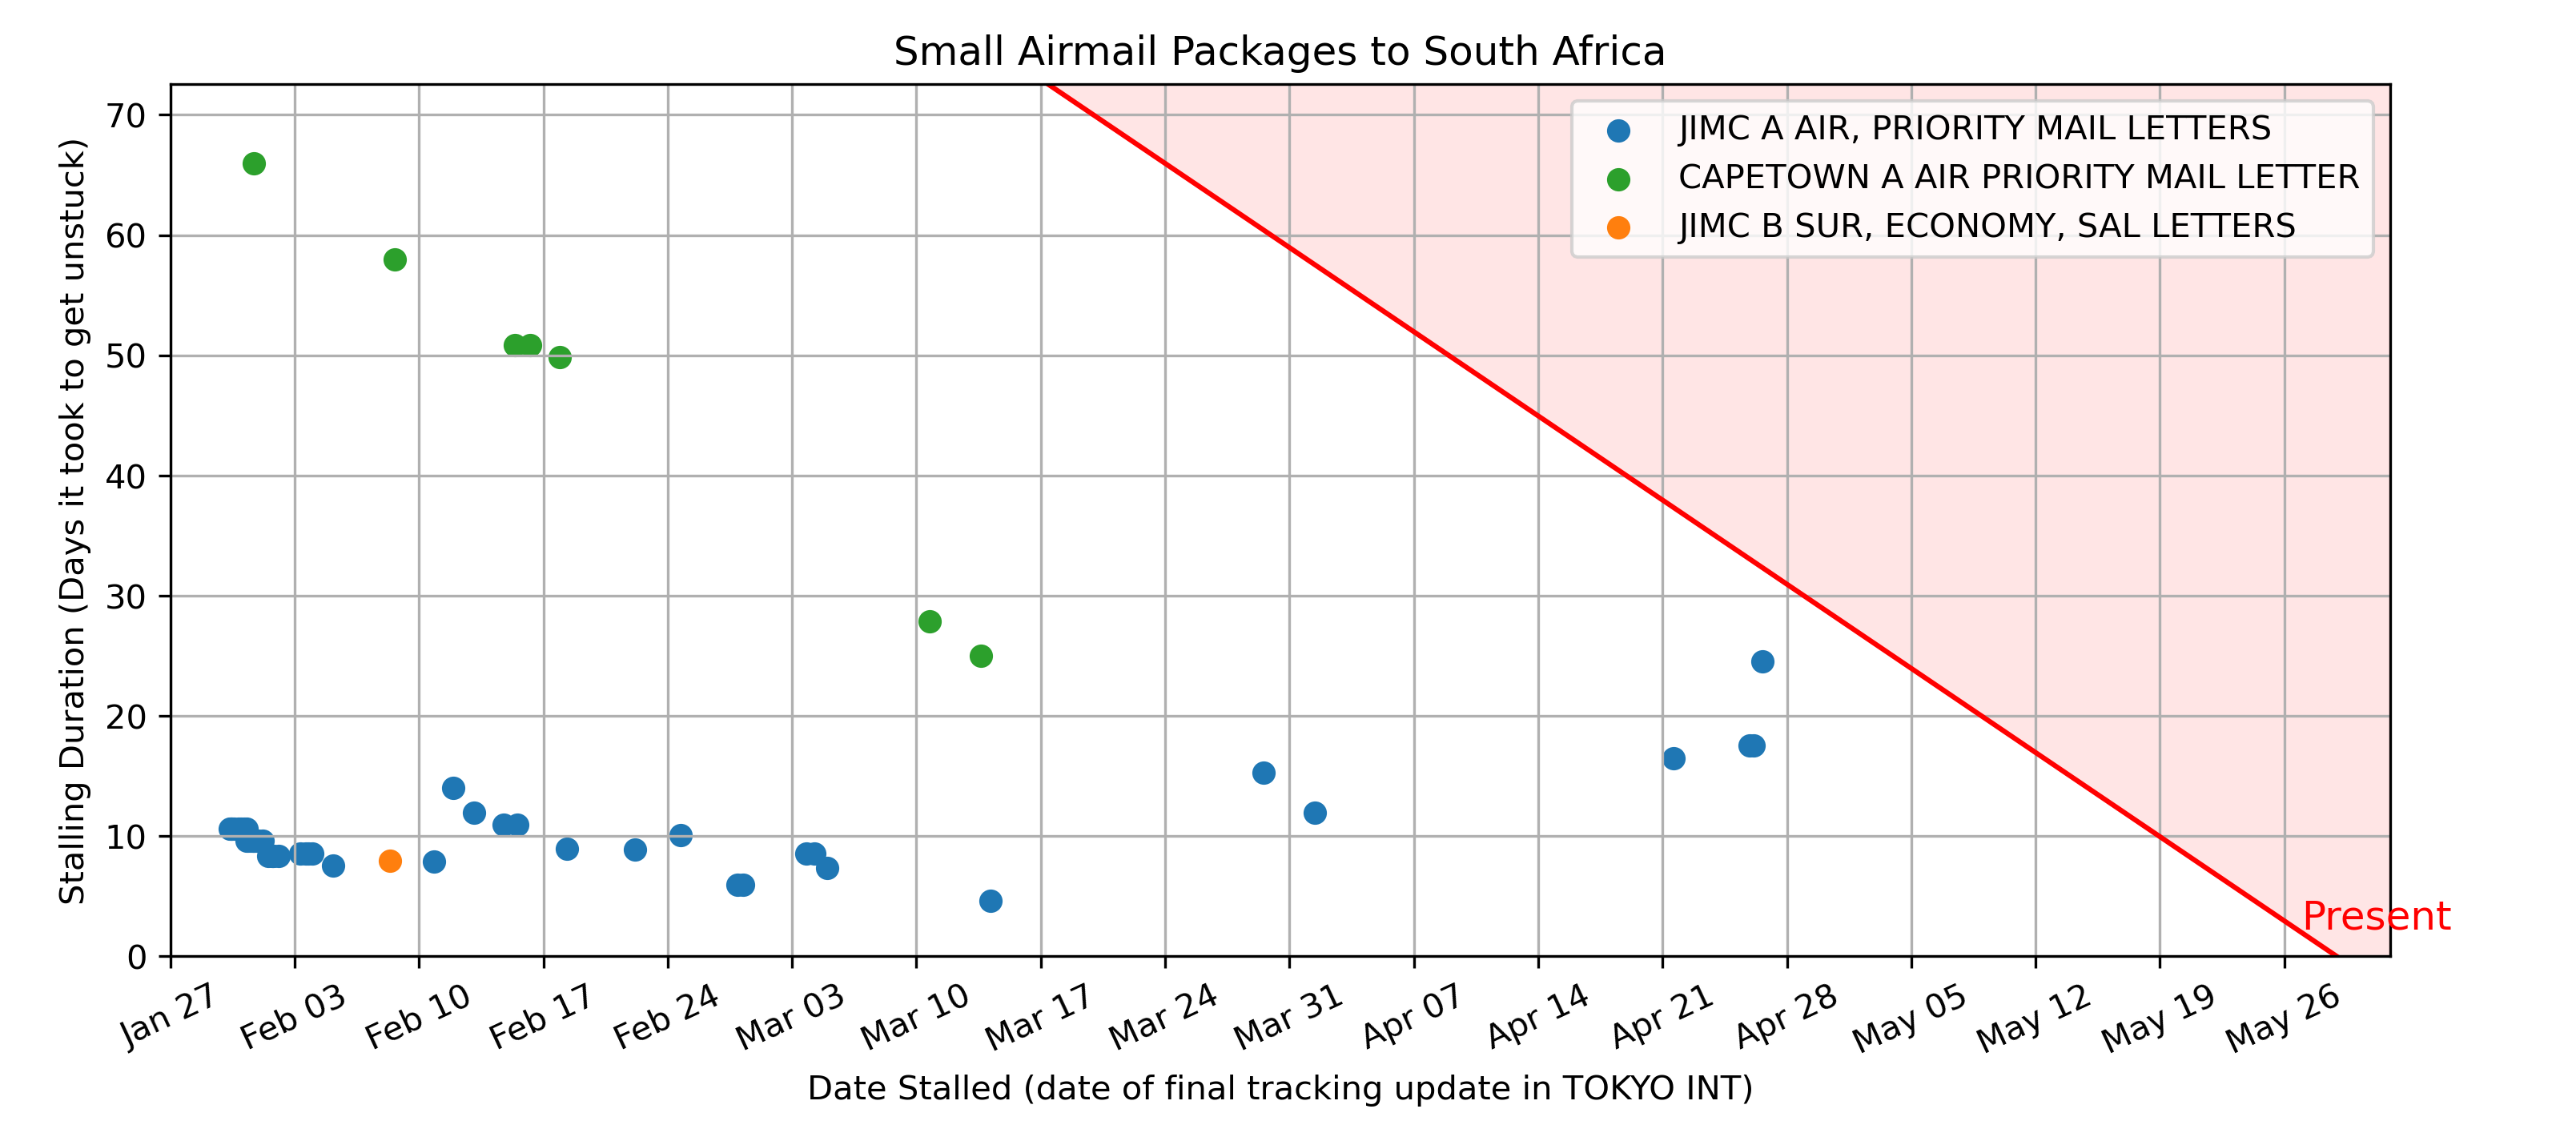 Small Airmail Packages to South Africa
Stalling Duration (Days it took to get unstuck)
70
60
50
40
30
20
10
0
JIMC A AIR, PRIORITY MAIL LETTERS
CAPETOWN A AIR PRIORITY MAIL LETTER
JIMC B SUR, ECONOMY, SAL LETTERS
Present
Jan 27
Feb 03
Feb 10
Feb 17
Feb 24
Mar 03
Mar 10
Mar 17
Mar 24
Mar 31
Apr 07
Apr 14
Apr 21
Apr 28
May 05
May 12
May 19
May 26
Date Stalled (date of final tracking update in TOKYO INT)